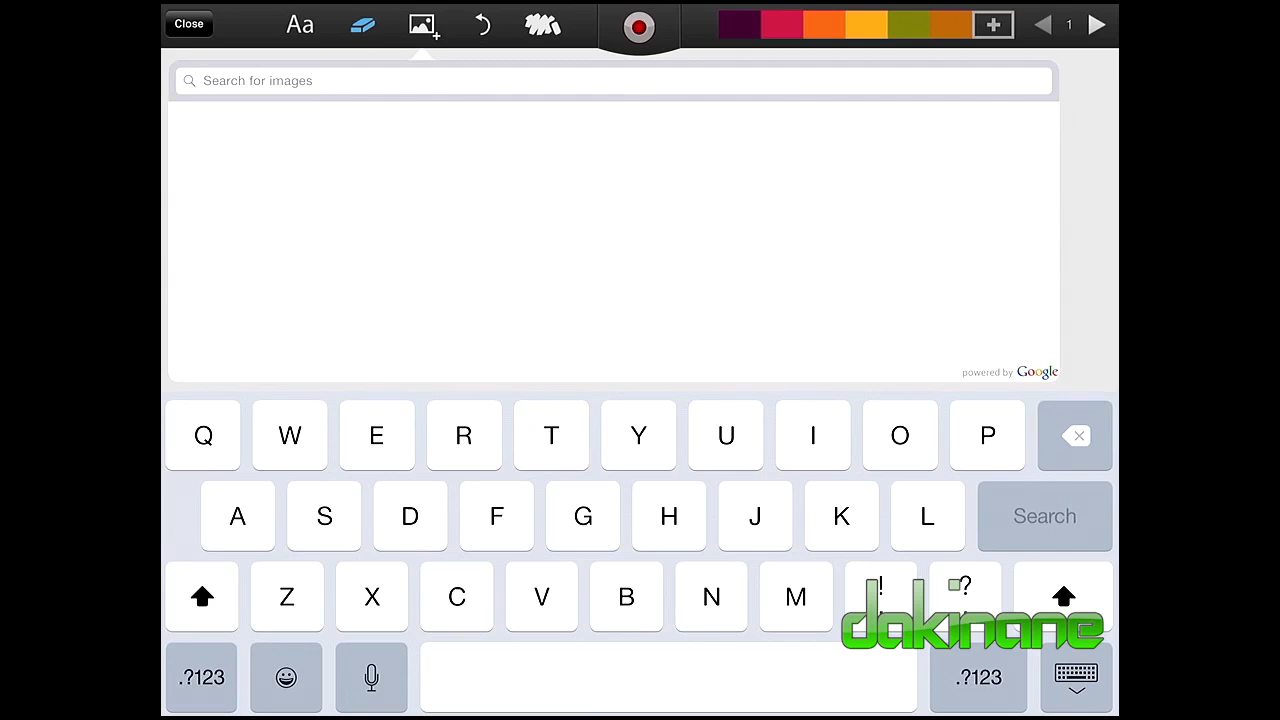 Close Aa 1
Search for images
powered by Google
Q W E R T Y U I O P
A S D F G H J K L Search
Z X C V B N M ! ?
dakinane
.?123 .?123